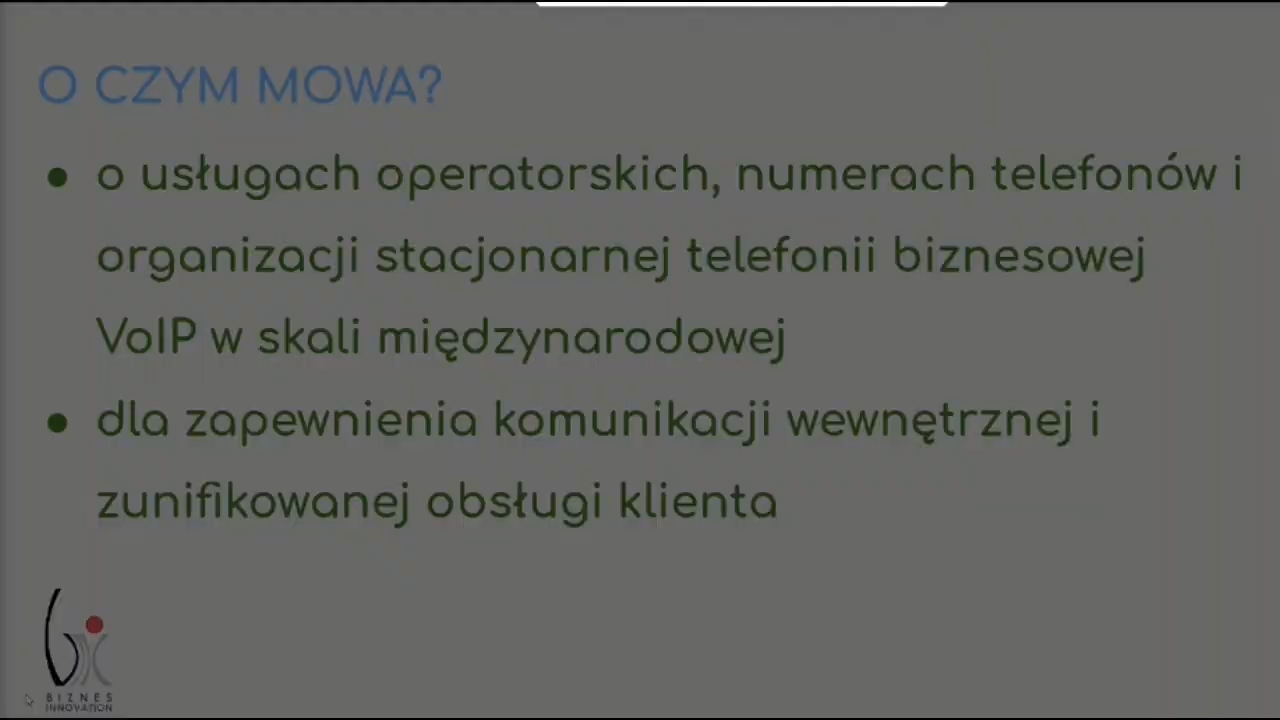 O CZYM MOWA?
● o usługach operatorskich, numerach telefonów i
organizacji stacjonarnej telefonii biznesowej
VoIP w skali międzynarodowej
● dla zapewnienia komunikacji wewnętrznej i
zunifikowanej obsługi klienta
bi
BIZNES
INNOVATION